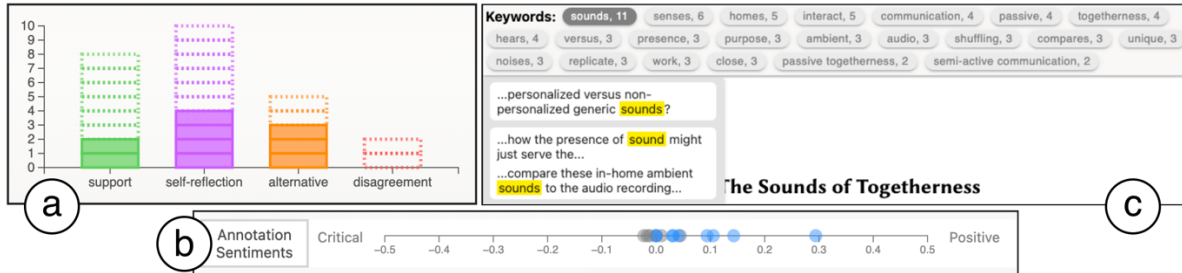 10
9
8
7
6
5
4
3
2
1
0
support self-reflection alternative disagreement
a
Keywords: sounds, 11 senses, 6 homes, 5 interact, 5 communication, 4 passive, 4 togetherness, 4
hears, 4 versus, 3 presence, 3 purpose, 3 ambient, 3 audio, 3 shuffling, 3 compares, 3 unique, 3
noises, 3 replicate, 3 work, 3 close, 3 passive togetherness, 2 semi-active communication, 2
...personalized versus non-
personalized generic sounds?
...how the presence of sound might
just serve the...
...compare these in-home ambient
sounds to the audio recording...
The Sounds of Togetherness
c
b
Annotation
Sentiments
Critical
-0.5 -0.4 -0.3 -0.2 -0.1 0.0 0.1 0.2 0.3 0.4 0.5
Positive